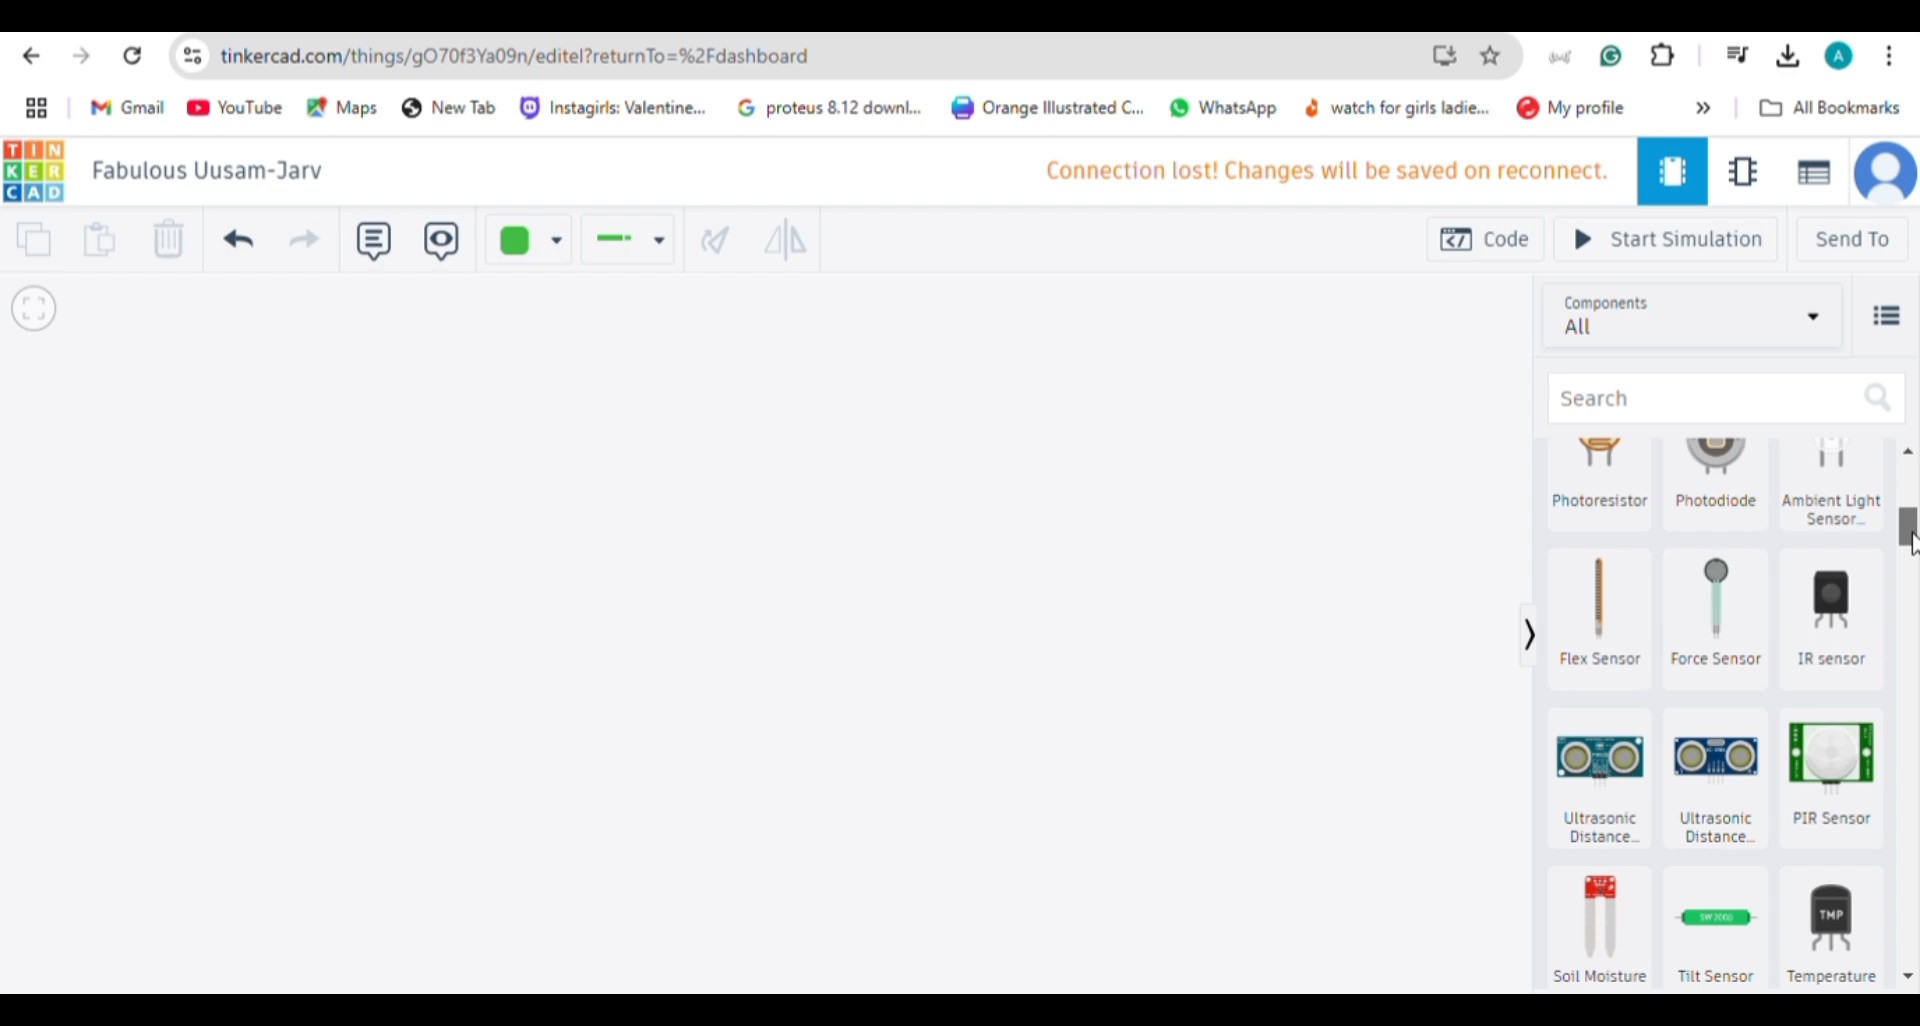 tinkercad.com/things/gO70f3Ya09n/editel?returnTo=%2Fdashboard
A
Gmail YouTube Maps New Tab Instagirls: Valentine... proteus 8.12 downl... Orange Illustrated C... WhatsApp watch for girls ladie... My profile » All Bookmarks
TIN
KER
CAD
Fabulous Uusam-Jarv
Connection lost! Changes will be saved on reconnect.
Code
Start Simulation
Send To
Components
All
Search
Photoresistor Photodiode Ambient Light
Sensor...
Flex Sensor Force Sensor IR sensor
Ultrasonic Ultrasonic PIR Sensor
Distance... Distance...
SW 200D TMP
Soil Moisture Tilt Sensor Temperature